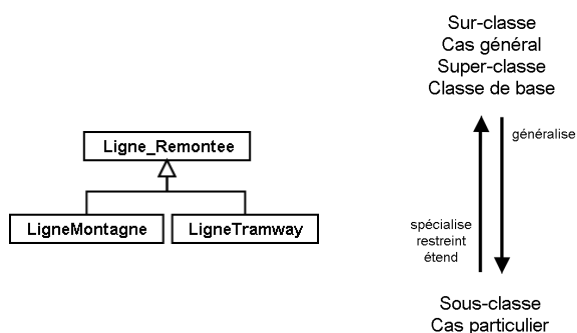 Sur-classe
Cas général
Super-classe
Classe de base
généralise
Ligne_Remontee
LigneMontagne
LigneTramway
spécialise
restreint
étend
Sous-classe
Cas particulier